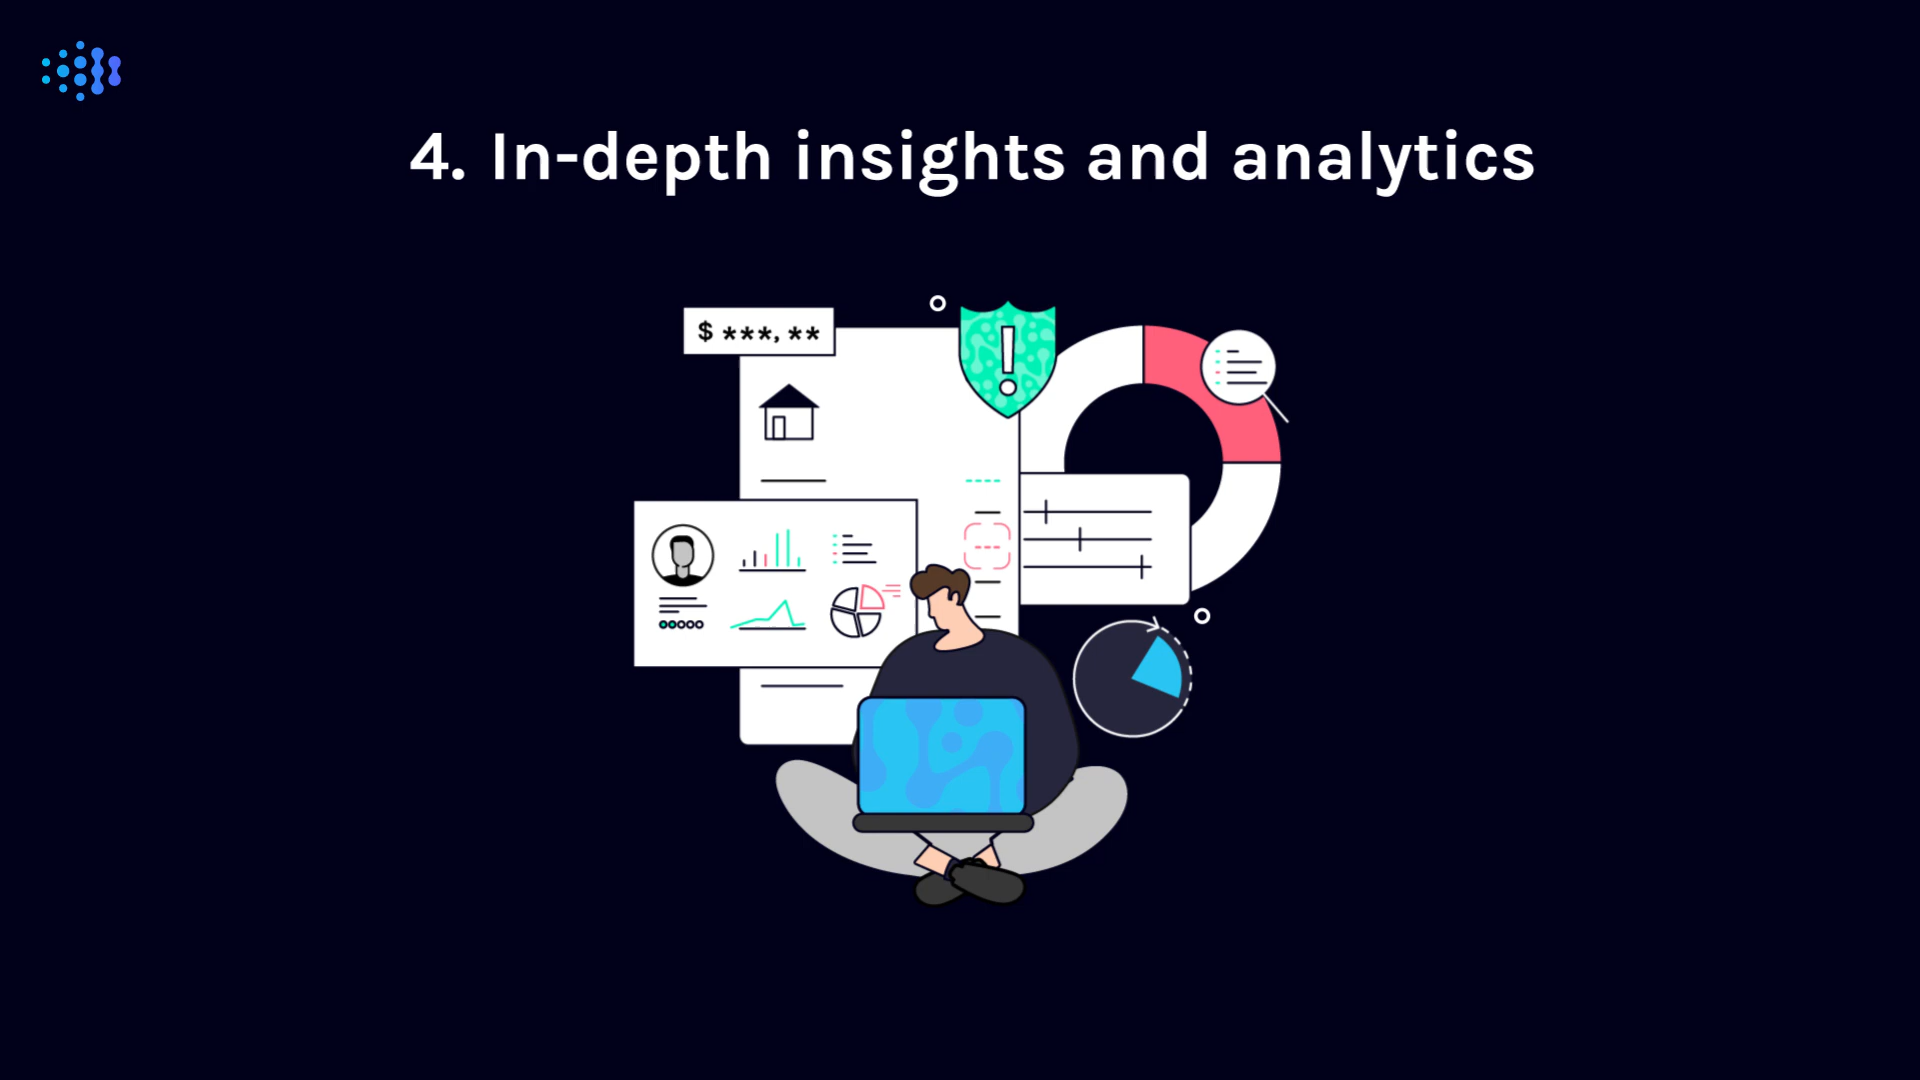 4. In-depth insights and analytics
$ ***, **